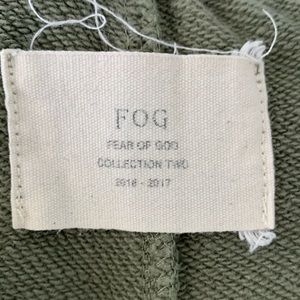 FOG
FEAR OF GOD
COLLECTION TWO
2016 - 2017